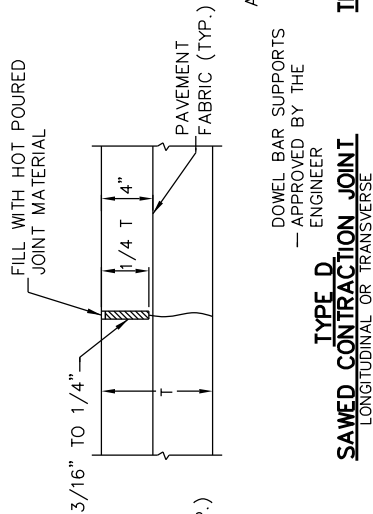 FILL WITH HOT POURED
JOINT MATERIAL
3/16" TO 1/4"
1/4 T
4"
T
PAVEMENT
FABRIC (TYP.)
DOWEL BAR SUPPORTS
APPROVED BY THE
ENGINEER
TYPE D
SAWED CONTRACTION JOINT
LONGITUDINAL OR TRANSVERSE